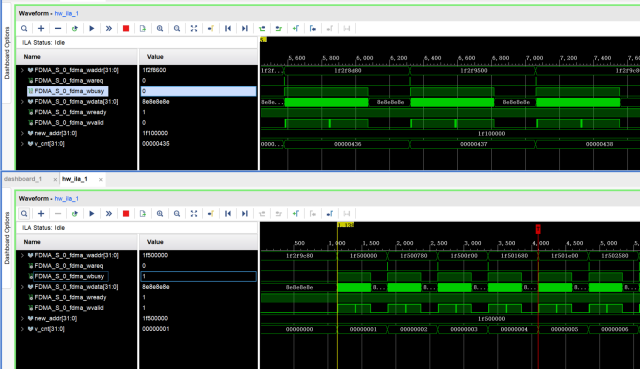 Waveform - hw_ila_1
ILA Status: Idle
Name Value
5,600 5,800 6,000 6,200 6,400 6,600 6,800 7,000 7,200 7,400
FDMA_S_0_fdma_waddr[31:0] 1f2f8600 1f2f8d80 1f2f9500
FDMA_S_0_fdma_wareq 0
FDMA_S_0_fdma_wbusy 0
FDMA_S_0_fdma_wdata[31:0] 8e8e8e8e 8e8e8e8e 8e8e8e8e
FDMA_S_0_fdma_wready 1
FDMA_S_0_fdma_wvalid 0
new_addr[31:0] 1f100000 1f100000
v_cnt[31:0] 00000435 00000436 00000437 00000438
Dashboard Options
dashboard_1 × hw_ila_1 ×
Waveform - hw_ila_1
ILA Status: Idle
Name Value
500 1,000 1,500 2,000 2,500 3,000 3,500 4,000 4,500 5,000
FDMA_S_0_fdma_waddr[31:0] 1f500000 1f2f9c80 1f500000 1f500780 1f500f00 1f501680 1f501e00 1f502580
FDMA_S_0_fdma_wareq 0
FDMA_S_0_fdma_wbusy 1
FDMA_S_0_fdma_wdata[31:0] 8e8e8e8e 8e8e8e8e 8... 8... 8... 8... 8...
FDMA_S_0_fdma_wready 1
FDMA_S_0_fdma_wvalid 1
new_addr[31:0] 1f500000 1f500000
v_cnt[31:0] 00000001 00000000 00000001 00000002 00000003 00000004 00000005 00000006
Dashboard Options